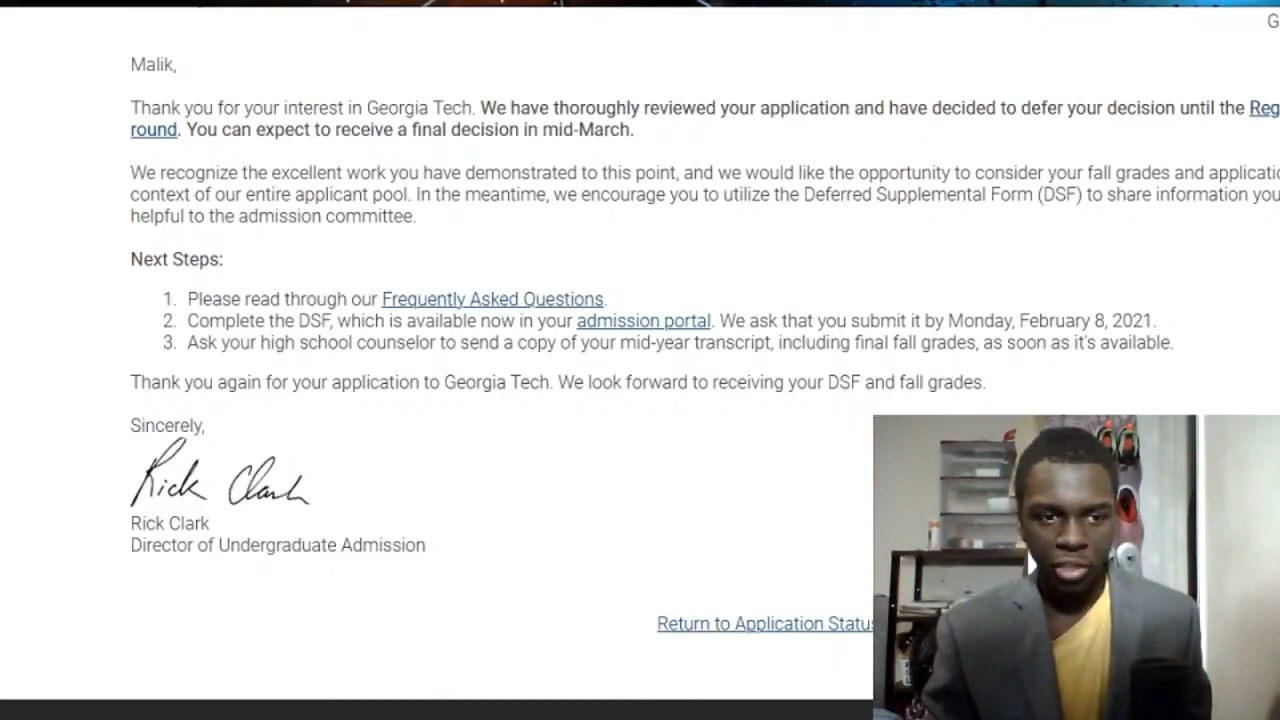 G
Malik,
Thank you for your interest in Georgia Tech. We have thoroughly reviewed your application and have decided to defer your decision until the Reg
round. You can expect to receive a final decision in mid-March.
We recognize the excellent work you have demonstrated to this point, and we would like the opportunity to consider your fall grades and applicatio
context of our entire applicant pool. In the meantime, we encourage you to utilize the Deferred Supplemental Form (DSF) to share information you
helpful to the admission committee.
Next Steps:
1. Please read through our Frequently Asked Questions.
2. Complete the DSF, which is available now in your admission portal. We ask that you submit it by Monday, February 8, 2021.
3. Ask your high school counselor to send a copy of your mid-year transcript, including final fall grades, as soon as it's available.
Thank you again for your application to Georgia Tech. We look forward to receiving your DSF and fall grades.
Sincerely,
Rick Clark
Rick Clark
Director of Undergraduate Admission
Return to Application Status